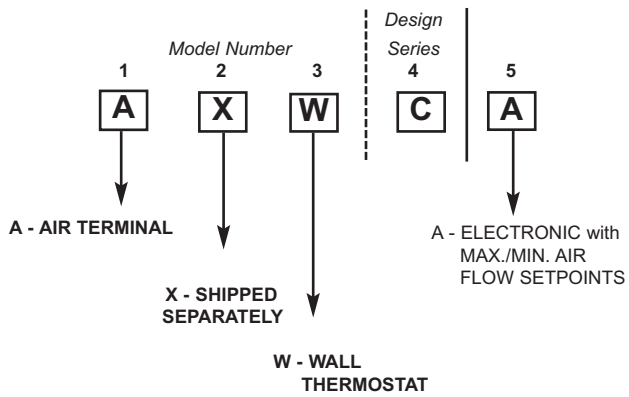 Design
Model Number Series
1 2 3 4 5
A X W C A
A - AIR TERMINAL
A - ELECTRONIC with
MAX./MIN. AIR
FLOW SETPOINTS
X - SHIPPED
SEPARATELY
W - WALL
THERMOSTAT